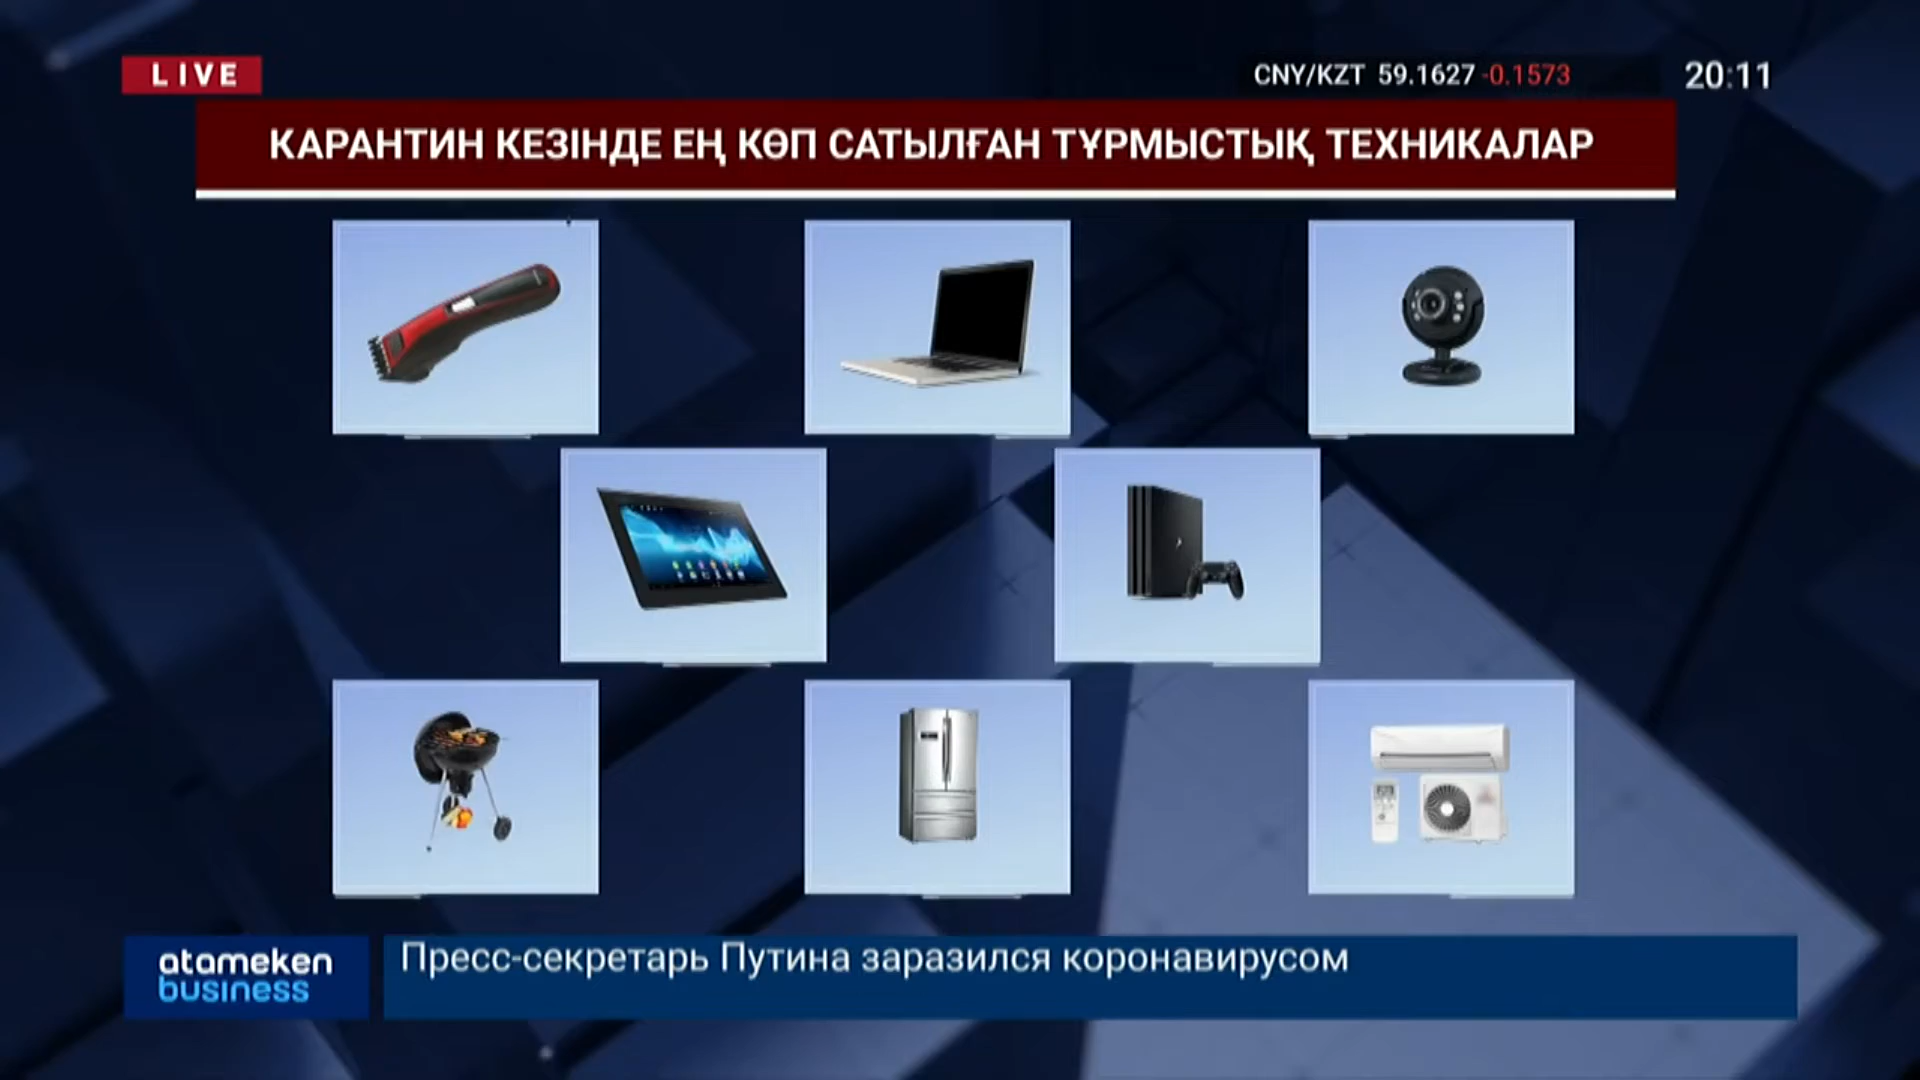 LIVE
CNY/KZT 59.1627 -0.1573
20:11
КАРАНТИН КЕЗІНДЕ ЕҢ КӨП САТЫЛҒАН ТҰРМЫСТЫҚ ТЕХНИКАЛАР
atameken
business
Пресс-секретарь Путина заразился коронавирусом